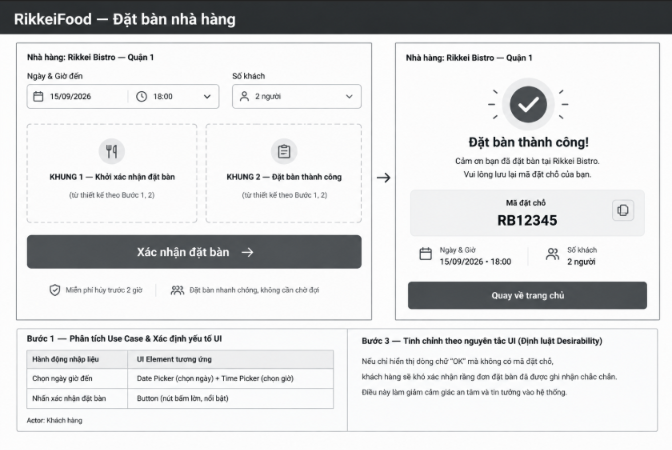 RikkeiFood — Đặt bàn nhà hàng
Nhà hàng: Rikkei Bistro — Quận 1
Ngày & Giờ đến
Số khách
15/09/2026
18:00
2 người
KHUNG 1 — Khởi xác nhận đặt bàn
(từ thiết kế theo Bước 1, 2)
KHUNG 2 — Đặt bàn thành công
(từ thiết kế theo Bước 1, 2)
Xác nhận đặt bàn →
Miễn phí hủy trước 2 giờ
Đặt bàn nhanh chóng, không cần chờ đợi
→
Nhà hàng: Rikkei Bistro — Quận 1
Đặt bàn thành công!
Cảm ơn bạn đã đặt bàn tại Rikkei Bistro.
Vui lòng lưu lại mã đặt chỗ của bạn.
Mã đặt chỗ
RB12345
Ngày & Giờ
15/09/2026 • 18:00
Số khách
2 người
Quay về trang chủ
Bước 1 — Phân tích Use Case & Xác định yếu tố UI
Hành động nhập liệu
UI Element tương ứng
Chọn ngày giờ đến
Date Picker (chọn ngày) + Time Picker (chọn giờ)
Nhấn xác nhận đặt bàn
Button (nút bấm lớn, nổi bật)
Actor: Khách hàng
Bước 3 — Tinh chỉnh theo nguyên tắc UI (Định luật Desirability)
Nếu chỉ hiển thị dòng chữ "OK" mà không có mã đặt chỗ,
khách hàng sẽ khó xác nhận rằng đơn đặt bàn đã được ghi nhận chắc chắn.
Điều này làm giảm cảm giác an tâm và tin tưởng vào hệ thống.